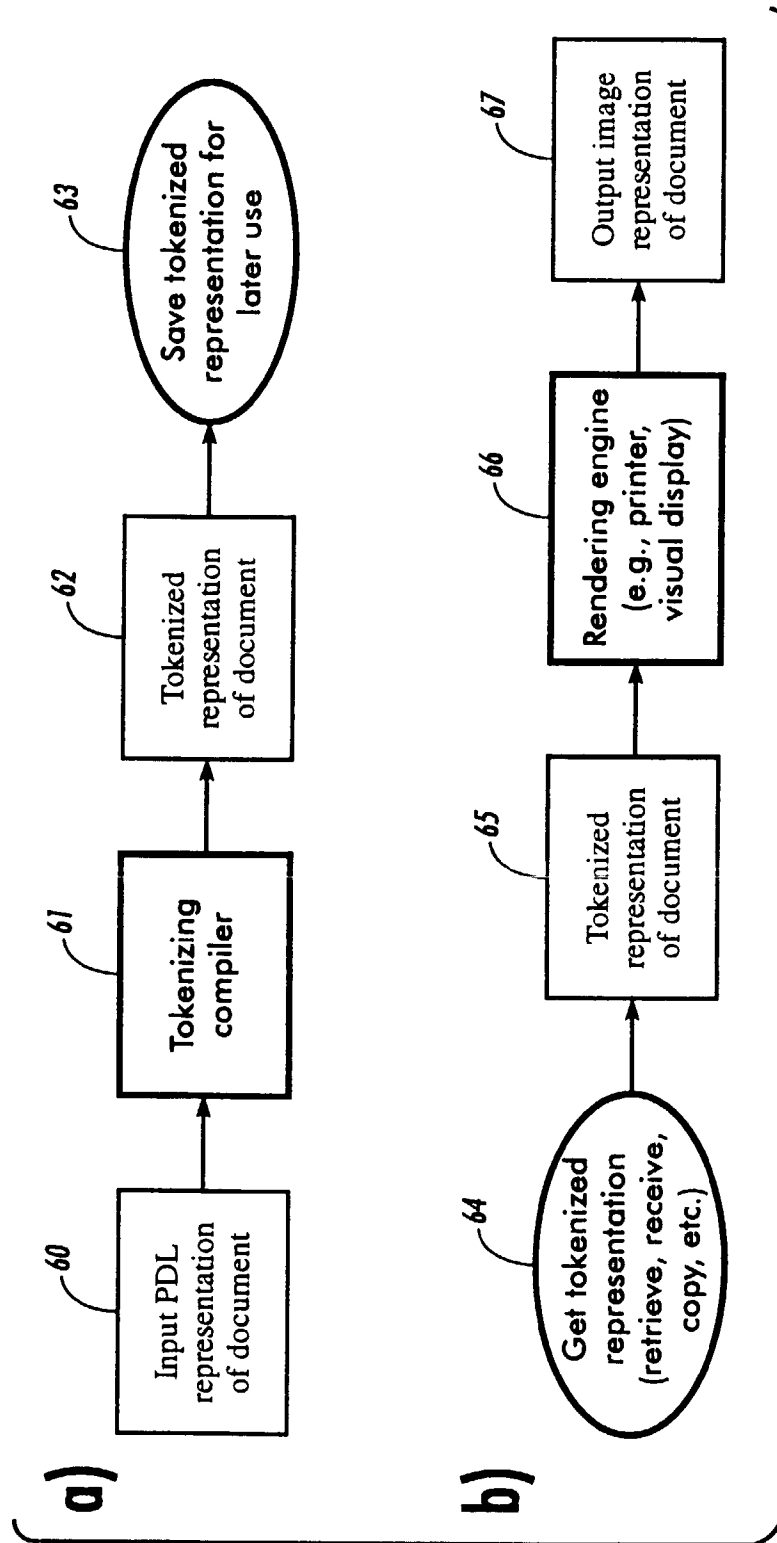 a)
60
Input PDL
representation
of document
61
Tokenizing
compiler
62
Tokenized
representation
of document
63
Save tokenized
representation for
later use
b)
64
Get tokenized
representation
(retrieve, receive,
copy, etc.)
65
Tokenized
representation
of document
66
Rendering engine
(e.g., printer,
visual display)
67
Output image
representation
of document